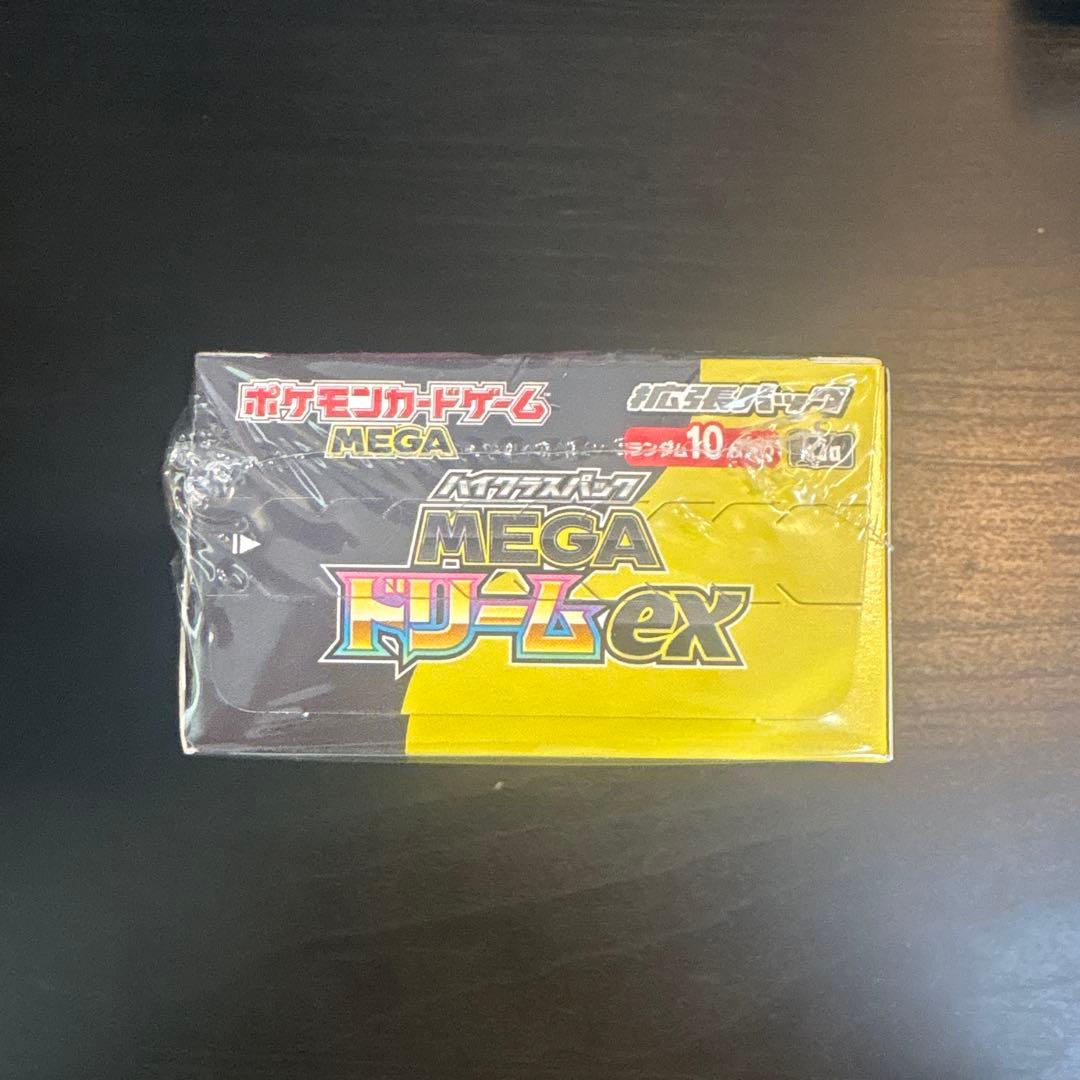 ポケモンカードゲーム
MEGA
拡張パック
ランダム10
ハイクラスパック
MEGA
ドリームex